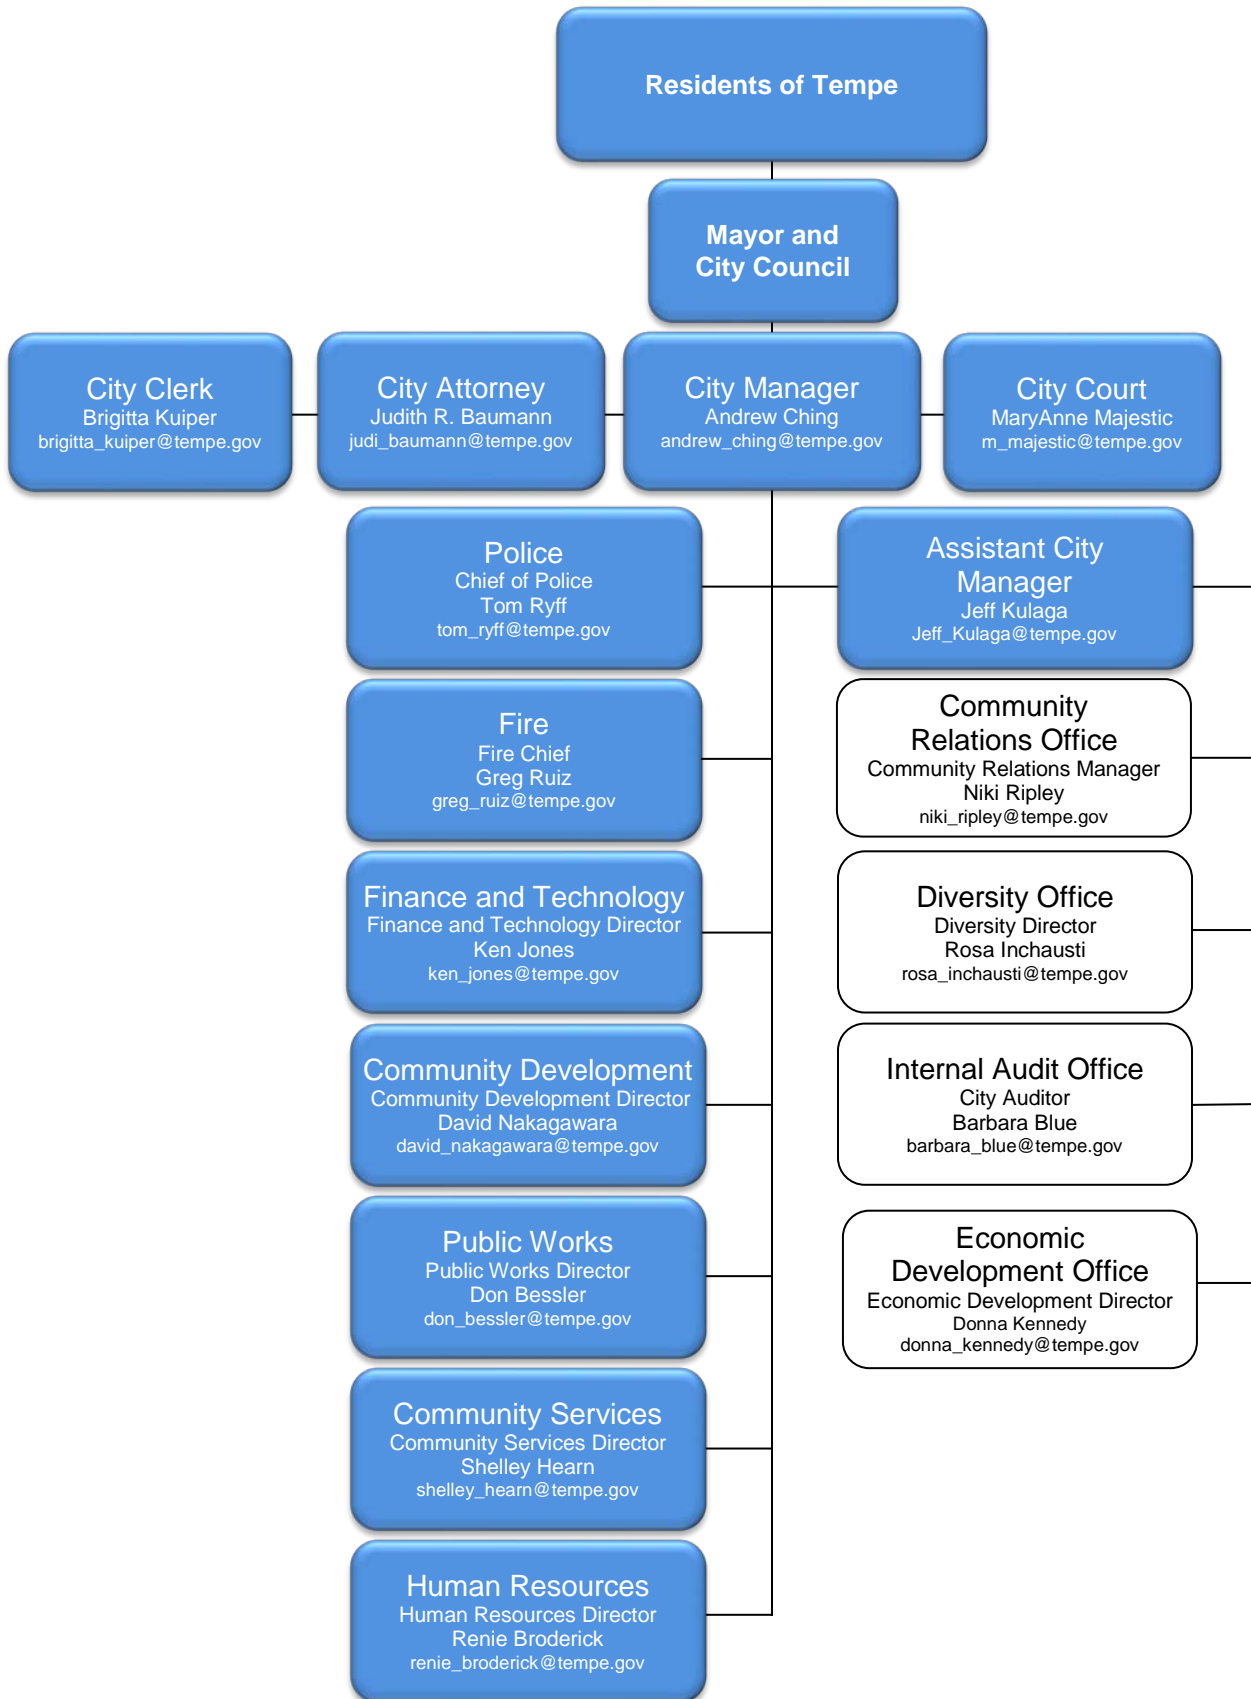 Residents of Tempe
Mayor and
City Council
City Clerk
Brigitta Kuiper
brigitta_kuiper@tempe.gov
City Attorney
Judith R. Baumann
judi_baumann@tempe.gov
City Manager
Andrew Ching
andrew_ching@tempe.gov
City Court
MaryAnne Majestic
m_majestic@tempe.gov
Police
Chief of Police
Tom Ryff
tom_ryff@tempe.gov
Assistant City
Manager
Jeff Kulaga
Jeff_Kulaga@tempe.gov
Fire
Fire Chief
Greg Ruiz
greg_ruiz@tempe.gov
Community
Relations Office
Community Relations Manager
Niki Ripley
niki_ripley@tempe.gov
Finance and Technology
Finance and Technology Director
Ken Jones
ken_jones@tempe.gov
Diversity Office
Diversity Director
Rosa Inchausti
rosa_inchausti@tempe.gov
Community Development
Community Development Director
David Nakagawara
david_nakagawara@tempe.gov
Internal Audit Office
City Auditor
Barbara Blue
barbara_blue@tempe.gov
Public Works
Public Works Director
Don Bessler
don_bessler@tempe.gov
Economic
Development Office
Economic Development Director
Donna Kennedy
donna_kennedy@tempe.gov
Community Services
Community Services Director
Shelley Hearn
shelley_hearn@tempe.gov
Human Resources
Human Resources Director
Renie Broderick
renie_broderick@tempe.gov